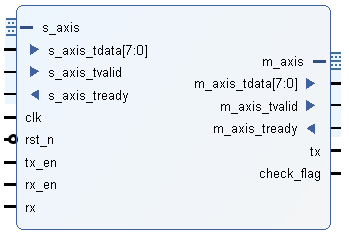 s_axis
s_axis_tdata[7:0]
s_axis_tvalid
s_axis_tready
clk
rst_n
tx_en
rx_en
rx
m_axis
m_axis_tdata[7:0]
m_axis_tvalid
m_axis_tready
tx
check_flag